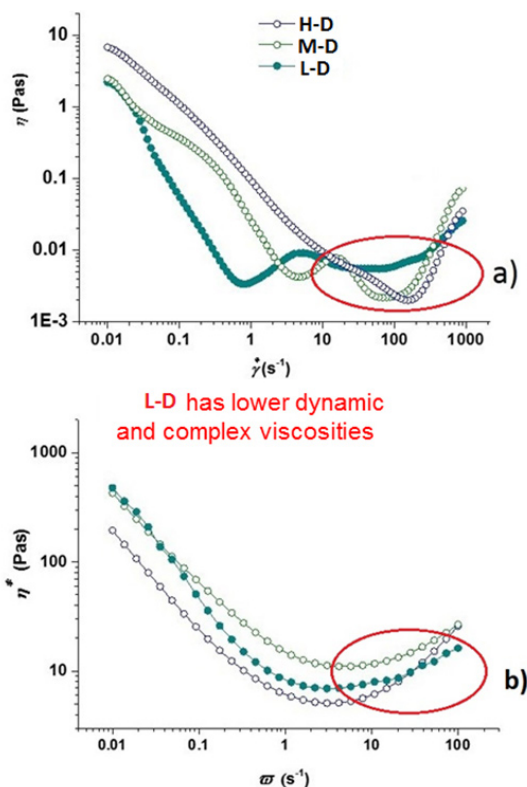 H-D
M-D
L-D
10
1
0.1
0.01
1E-3
η (Pas)
a)
0.01 0.1 1 10 100 1000
γ̇(s⁻¹)
L-D has lower dynamic
and complex viscosities
1000
100
10
η* (Pas)
b)
0.01 0.1 1 10 100
ϖ (s⁻¹)